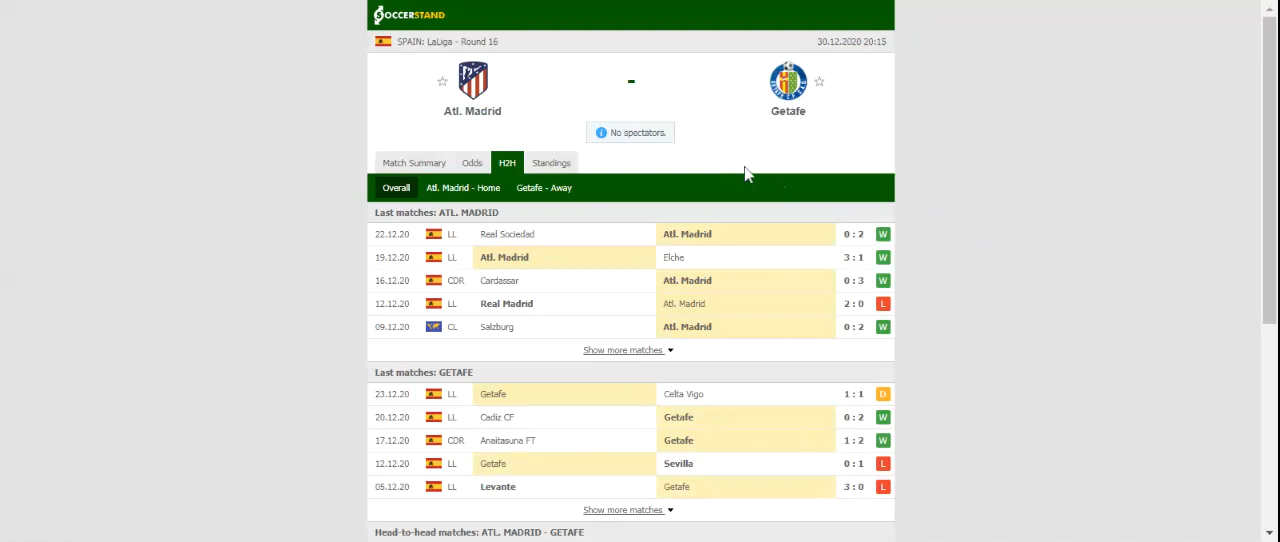 SOCCERSTAND
SPAIN: LaLiga - Round 16 30.12.2020 20:15
Atl. Madrid - Getafe
No spectators.
Match Summary Odds H2H Standings
Overall Atl. Madrid - Home Getafe - Away
Last matches: ATL. MADRID
22.12.20 LL Real Sociedad Atl. Madrid 0 : 2 W
19.12.20 LL Atl. Madrid Elche 3 : 1 W
16.12.20 CDR Cardassar Atl. Madrid 0 : 3 W
12.12.20 LL Real Madrid Atl. Madrid 2 : 0 L
09.12.20 CL Salzburg Atl. Madrid 0 : 2 W
Show more matches
Last matches: GETAFE
23.12.20 LL Getafe Celta Vigo 1 : 1 D
20.12.20 LL Cadiz CF Getafe 0 : 2 W
17.12.20 CDR Anaitasuna FT Getafe 1 : 2 W
12.12.20 LL Getafe Sevilla 0 : 1 L
05.12.20 LL Levante Getafe 3 : 0 L
Show more matches
Head-to-head matches: ATL. MADRID - GETAFE